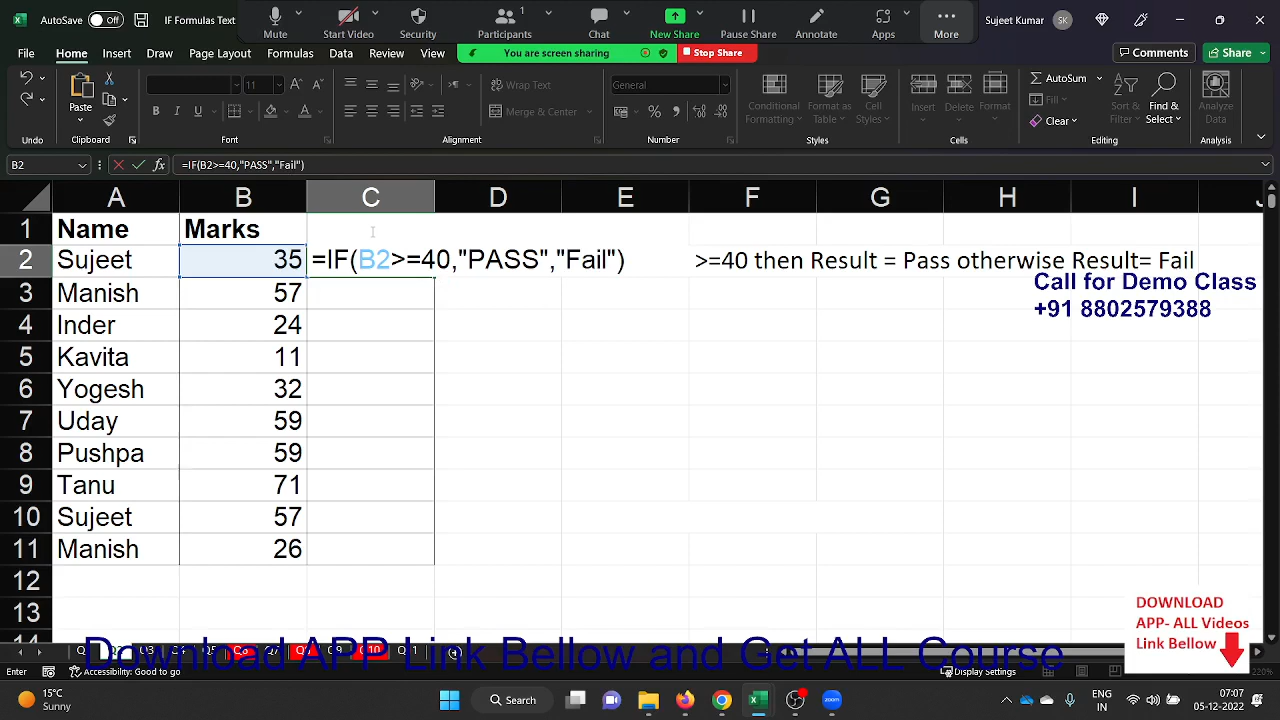 AutoSave Off
IF Formulas Text
Mute
Start Video
Security
Participants 1
Chat
New Share
Pause Share
Annotate
Apps
More
Sujeet Kumar SK
File Home Insert Draw Page Layout Formulas Data Review View
You are screen sharing
Stop Share
Comments
Share
Paste
11
Wrap Text
Merge & Center
General
Conditional Formatting
Format as Table
Cell Styles
Insert
Delete
Format
AutoSum
Fill
Clear
Sort & Filter
Find & Select
Analyze Data
Undo Clipboard Font Alignment Number Styles Cells Editing Analysis
B2
=IF(B2>=40,"PASS","Fail")
A B C D E F G H I
1 Name Marks
2 Sujeet 35 =IF(B2>=40,"PASS","Fail") >=40 then Result = Pass otherwise Result= Fail
Call for Demo Class
+91 8802579388
3 Manish 57
4 Inder 24
5 Kavita 11
6 Yogesh 32
7 Uday 59
8 Pushpa 59
9 Tanu 71
10 Sujeet 57
11 Manish 26
12
13
14
DOWNLOAD
APP- ALL Videos
Link Bellow
Download APP Link Bellow and Get ALL Course
Enter
Accessibility: Good to go
Display Settings
220%
15°C
Sunny
Search
ENG
IN
07:07
05-12-2022